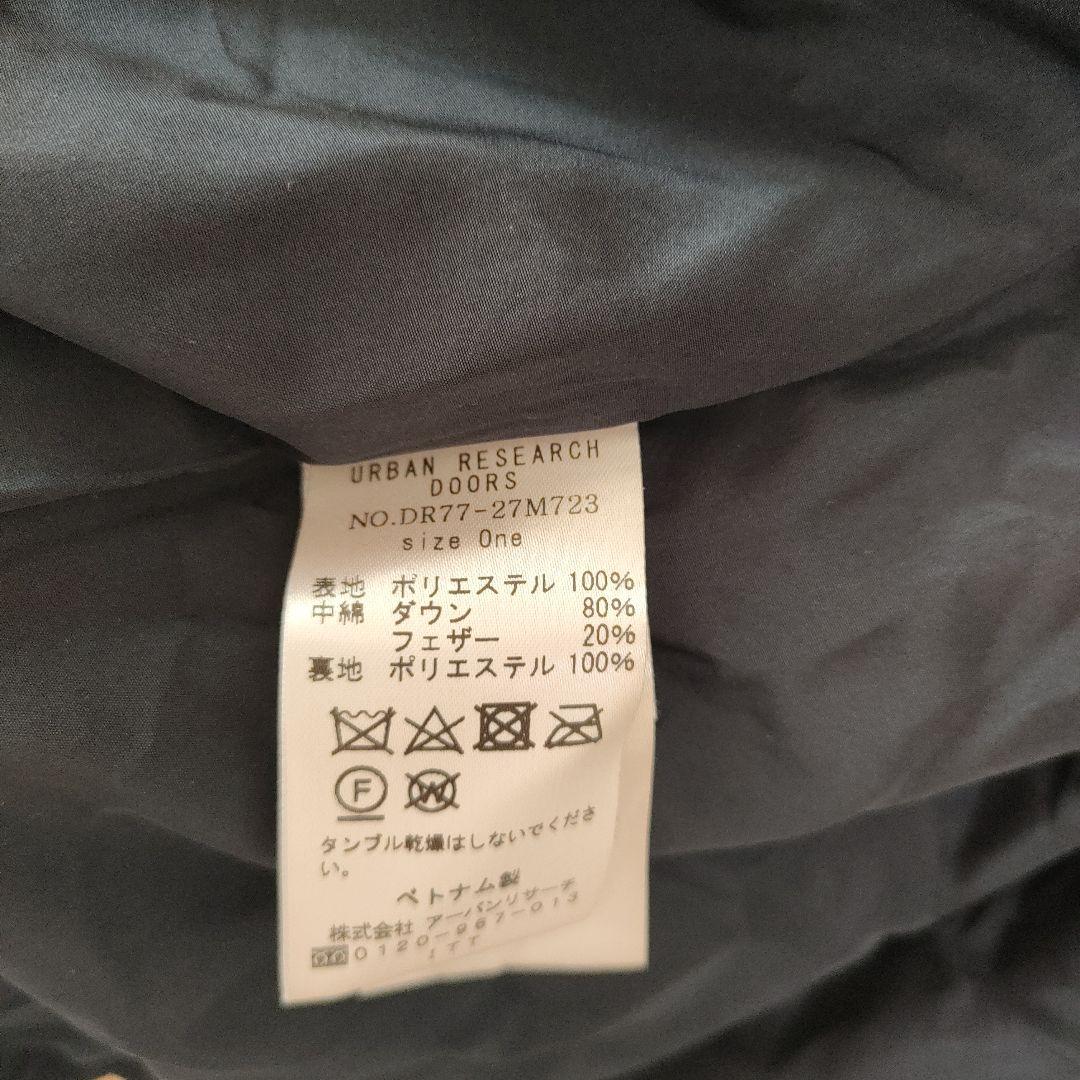 URBAN RESEARCH
DOORS
NO.DR77-27M723
size One
表地 ポリエステル 100%
中綿 ダウン 80%
フェザー 20%
裏地 ポリエステル 100%
F
W
タンブル乾燥はしないでくださ
い。
ベトナム製
株式会社 アーバンリサーチ
0120-967-013